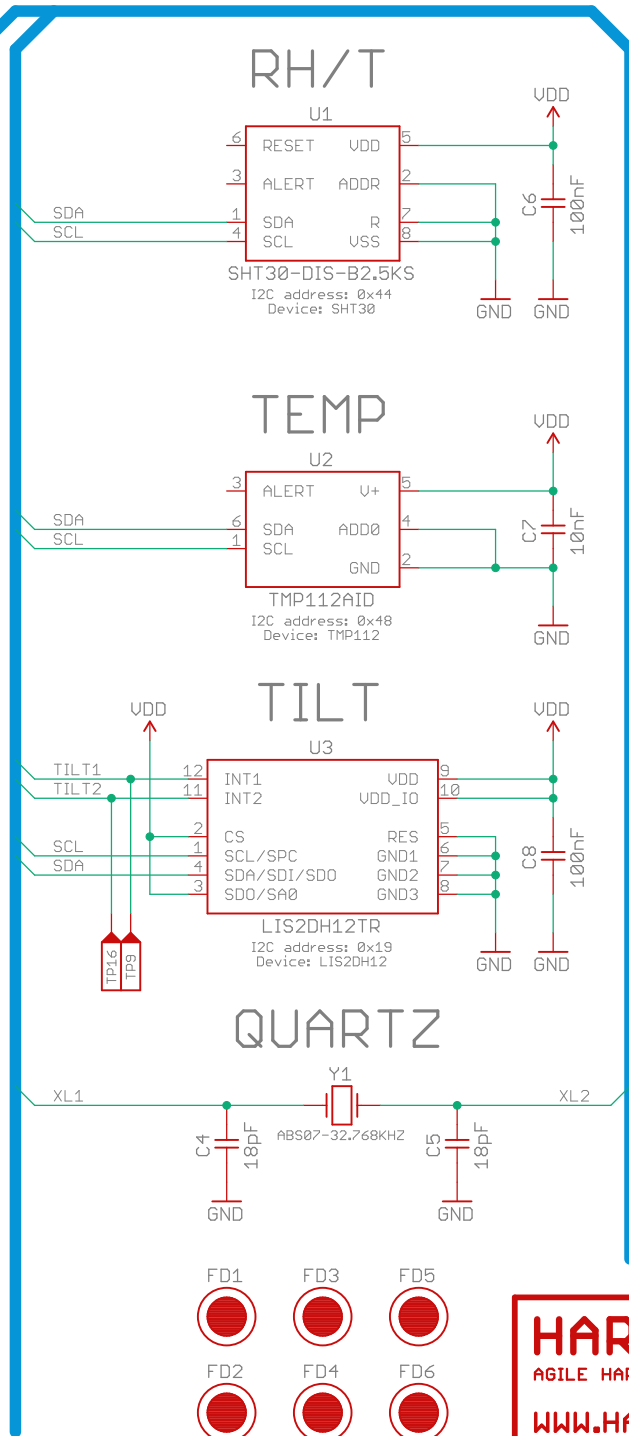 RH/T
U1
VDD
6 RESET VDD 5
3 ALERT ADDR 2
SDA 1 SDA R 7
SCL 4 SCL VSS 8
C6 100nF
SHT30-DIS-B2.5KS
I2C address: 0x44
Device: SHT30
GND GND
TEMP
VDD
U2
3 ALERT V+ 5
SDA 6 SDA ADD0 4
SCL 1 SCL
GND 2
C7 10nF
TMP112AID
I2C address: 0x48
Device: TMP112
GND
TILT
VDD VDD
U3
TILT1 12 INT1 VDD 9
TILT2 11 INT2 VDD_IO 10
2 CS RES 5
SCL 1 SCL/SPC GND1 6
SDA 4 SDA/SDI/SDO GND2 7
3 SDO/SA0 GND3 8
C8 100nF
LIS2DH12TR
I2C address: 0x19
Device: LIS2DH12
GND GND
TP16 TP9
QUARTZ
Y1
XL1 XL2
ABS07-32.768KHZ
C4 18pF C5 18pF
GND GND
FD1 FD3 FD5
FD2 FD4 FD6
HAR
AGILE HAR
WWW.HA